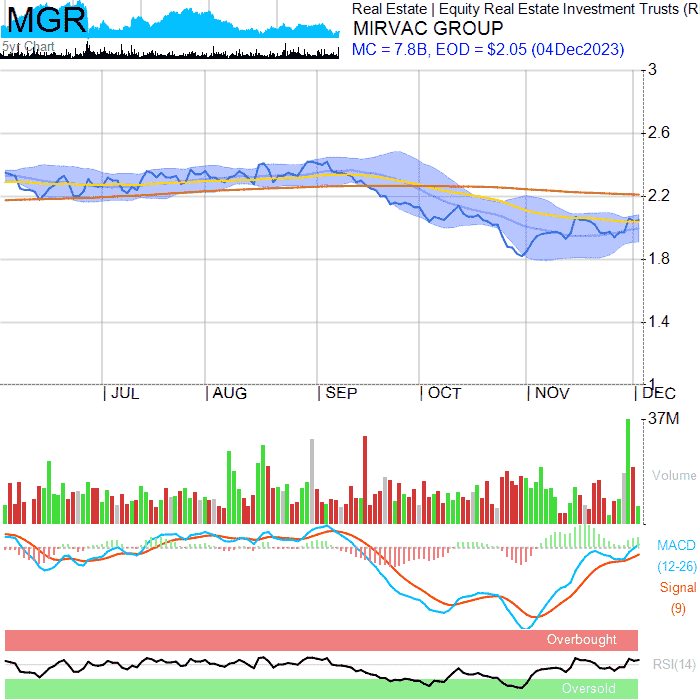 MGR
5yr Chart
Real Estate | Equity Real Estate Investment Trusts (R
MIRVAC GROUP
MC = 7.8B, EOD = $2.05 (04Dec2023)
3
2.6
2.2
1.8
1.4
1
JUL
AUG
SEP
OCT
NOV
DEC
37M
Volume
MACD
(12-26)
Signal
(9)
Overbought
RSI(14)
Oversold